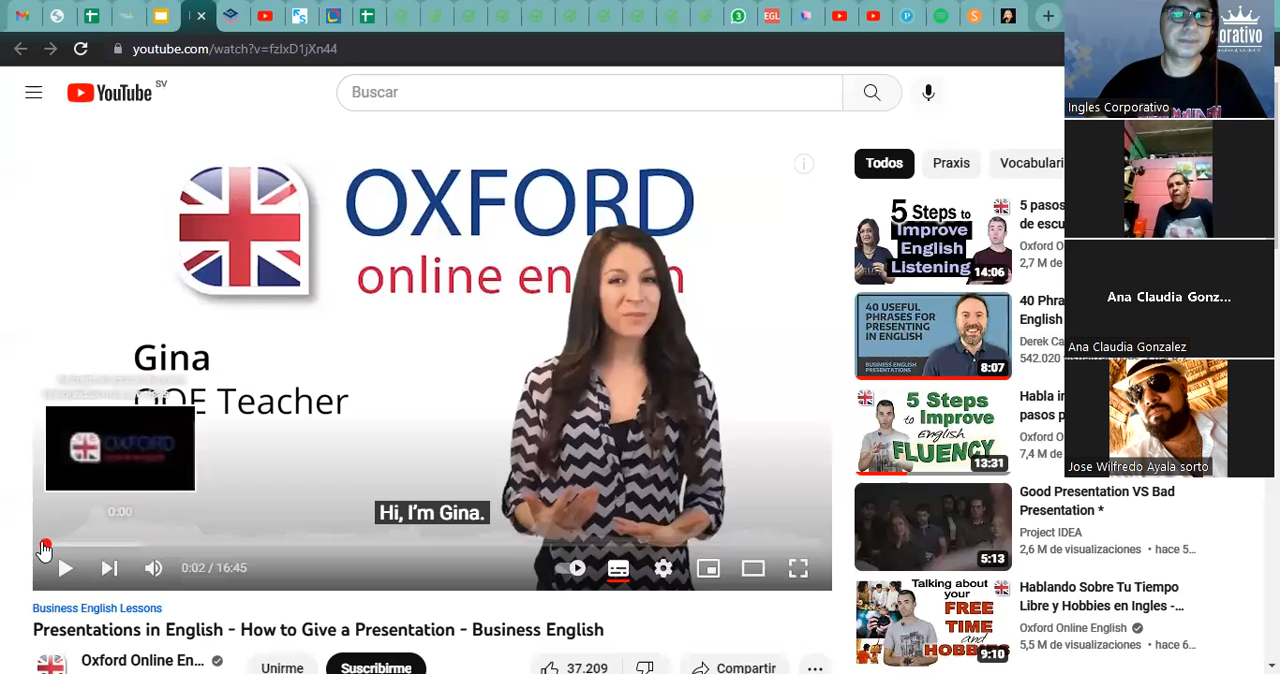 3
EGL
youtube.com/watch?v=fzIxD1jXn44
YouTube SV
Buscar
OXFORD
online en
Gina
Teacher
OXFORD
0:00
Hi, I'm Gina.
0:02 / 16:45
Business English Lessons
Presentations in English - How to Give a Presentation - Business English
Oxford Online En...
Unirme
Suscribirme
37.209
Compartir
Todos
Praxis
Vocabulari
5 Steps to
Improve
English
Listening
14:06
5 pasos
de escu
Oxford O
2,7 M de
40 USEFUL
PHRASES FOR
PRESENTING
IN ENGLISH
BUSINESS ENGLISH
PRESENTATIONS
8:07
40 Phra
English
Derek Ca
542.020
5 Steps
to Improve
english
FLUENCY
13:31
Habla in
pasos p
Oxford O
7,4 M de
5:13
Good Presentation VS Bad
Presentation *
Project IDEA
2,6 M de visualizaciones • hace 5...
Talking about
your
FREE
TIME
and
HOBBIES
9:10
Hablando Sobre Tu Tiempo
Libre y Hobbies en Ingles -...
Oxford Online English
5,5 M de visualizaciones • hace 6...
orativo
Ingles Corporativo
Ana Claudia Gonz...
Ana Claudia Gonzalez
Jose Wilfredo Ayala sorto